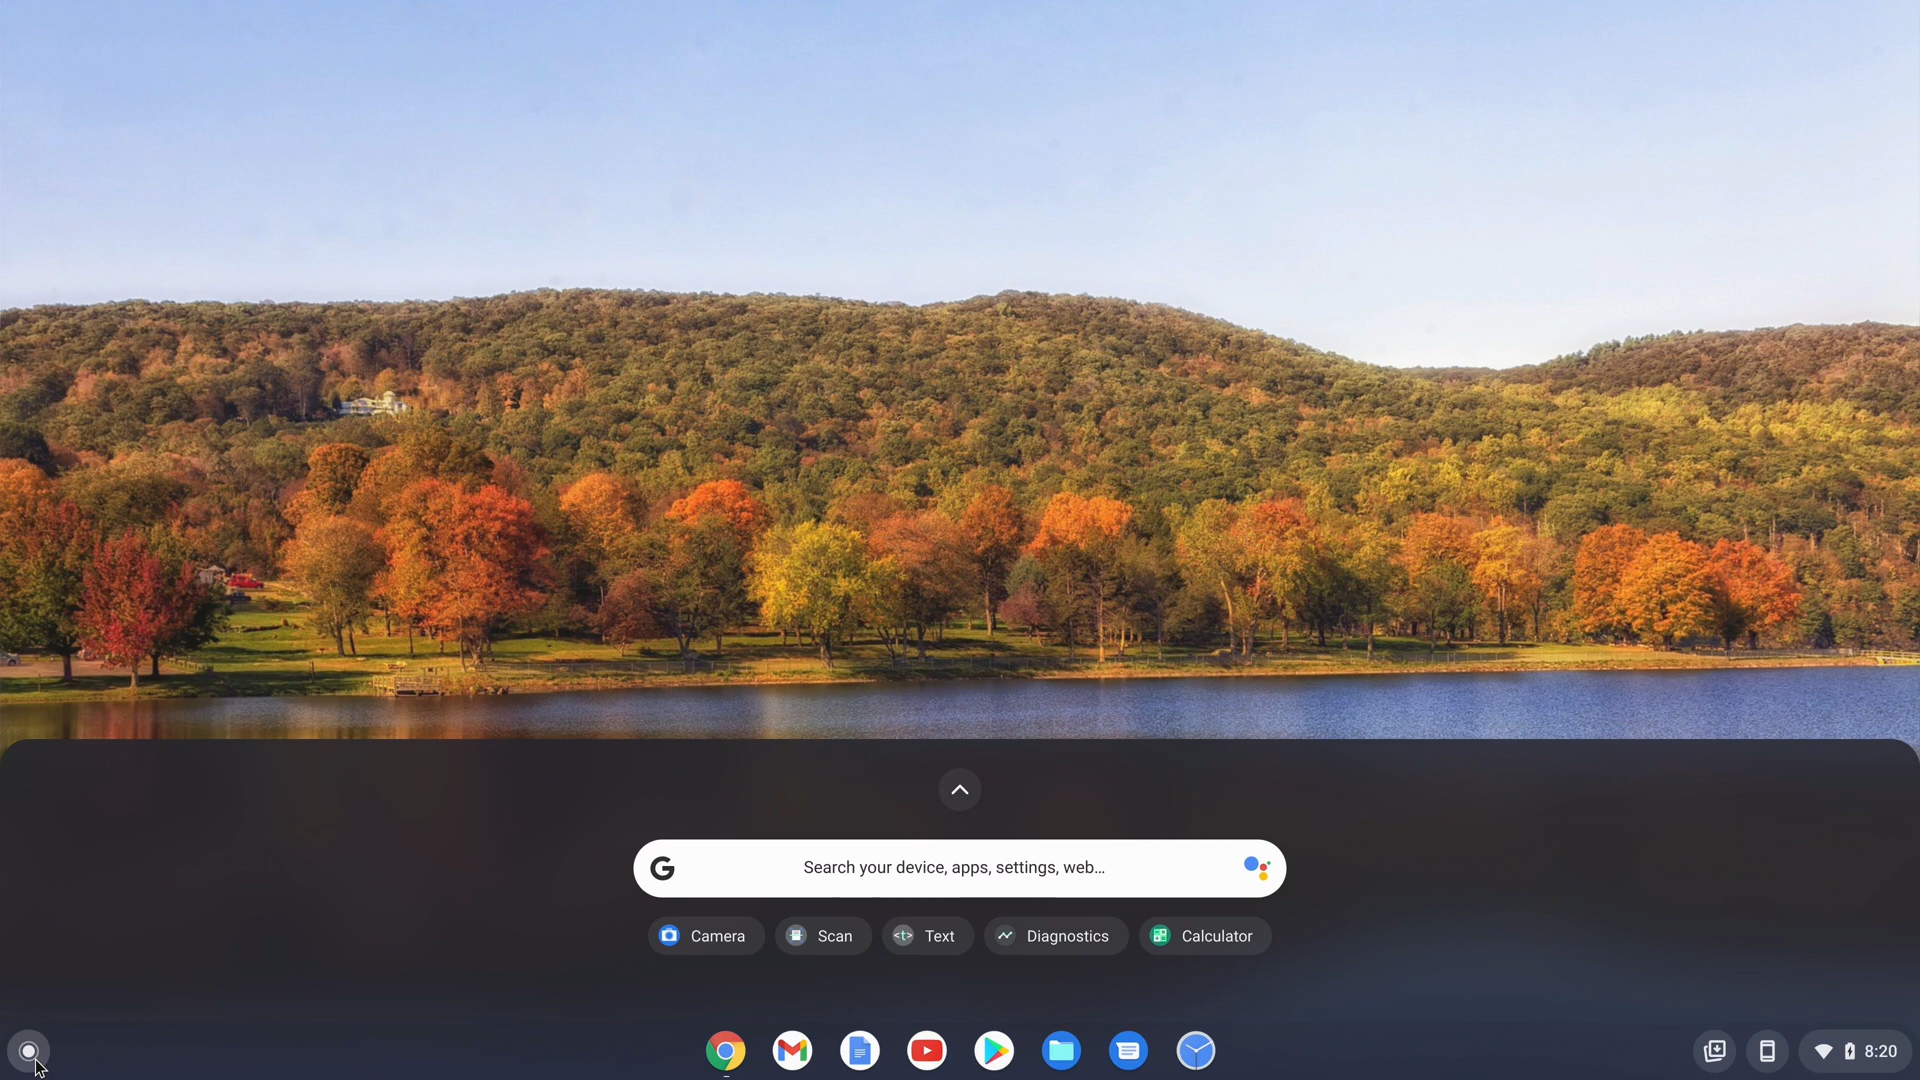 Search your device, apps, settings, web...
Camera Scan Text Diagnostics Calculator
8:20